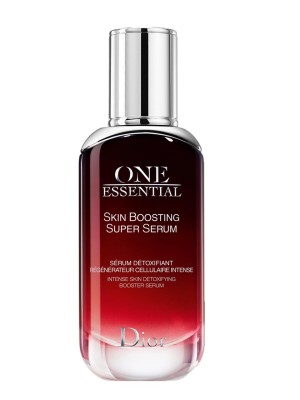 ONE
ESSENTIAL
SKIN BOOSTING
SUPER SERUM
SÉRUM DÉTOXIFIANT
RÉGÉNÉRATEUR CELLULAIRE INTENSE
INTENSE SKIN DETOXIFYING
BOOSTER SERUM
Dior